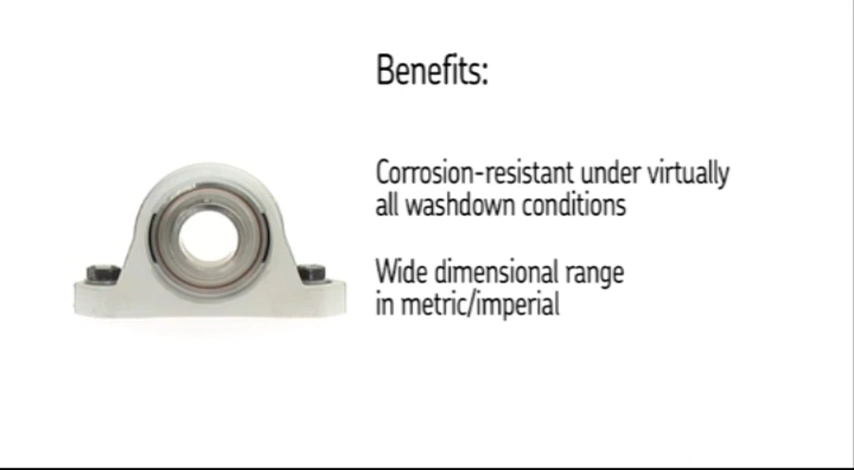 Benefits:
Corrosion-resistant under virtually
all washdown conditions
Wide dimensional range
in metric/imperial